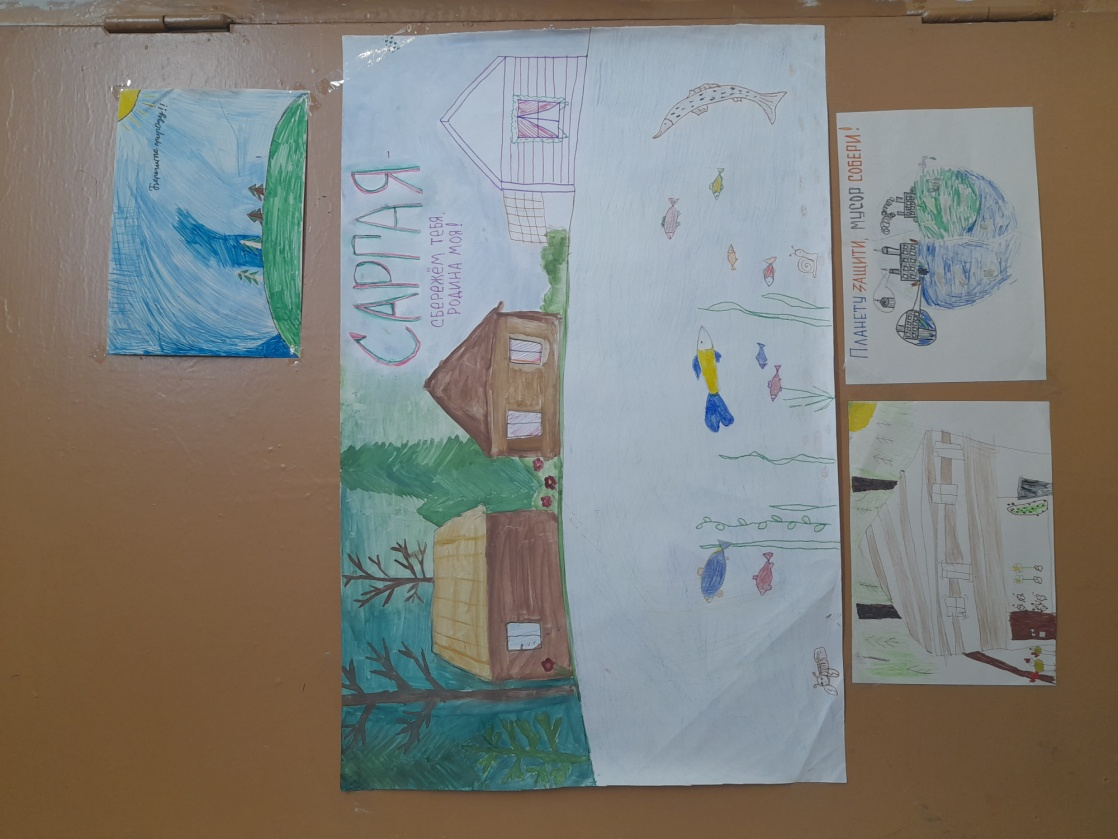 Берегите природу!!
САРГАЯ
СБЕРЕЖЁМ ТЕБЯ,
РОДИНА МОЯ!
ПЛАНЕТУ ЗАЩИТИ, МУСОР СОБЕРИ!